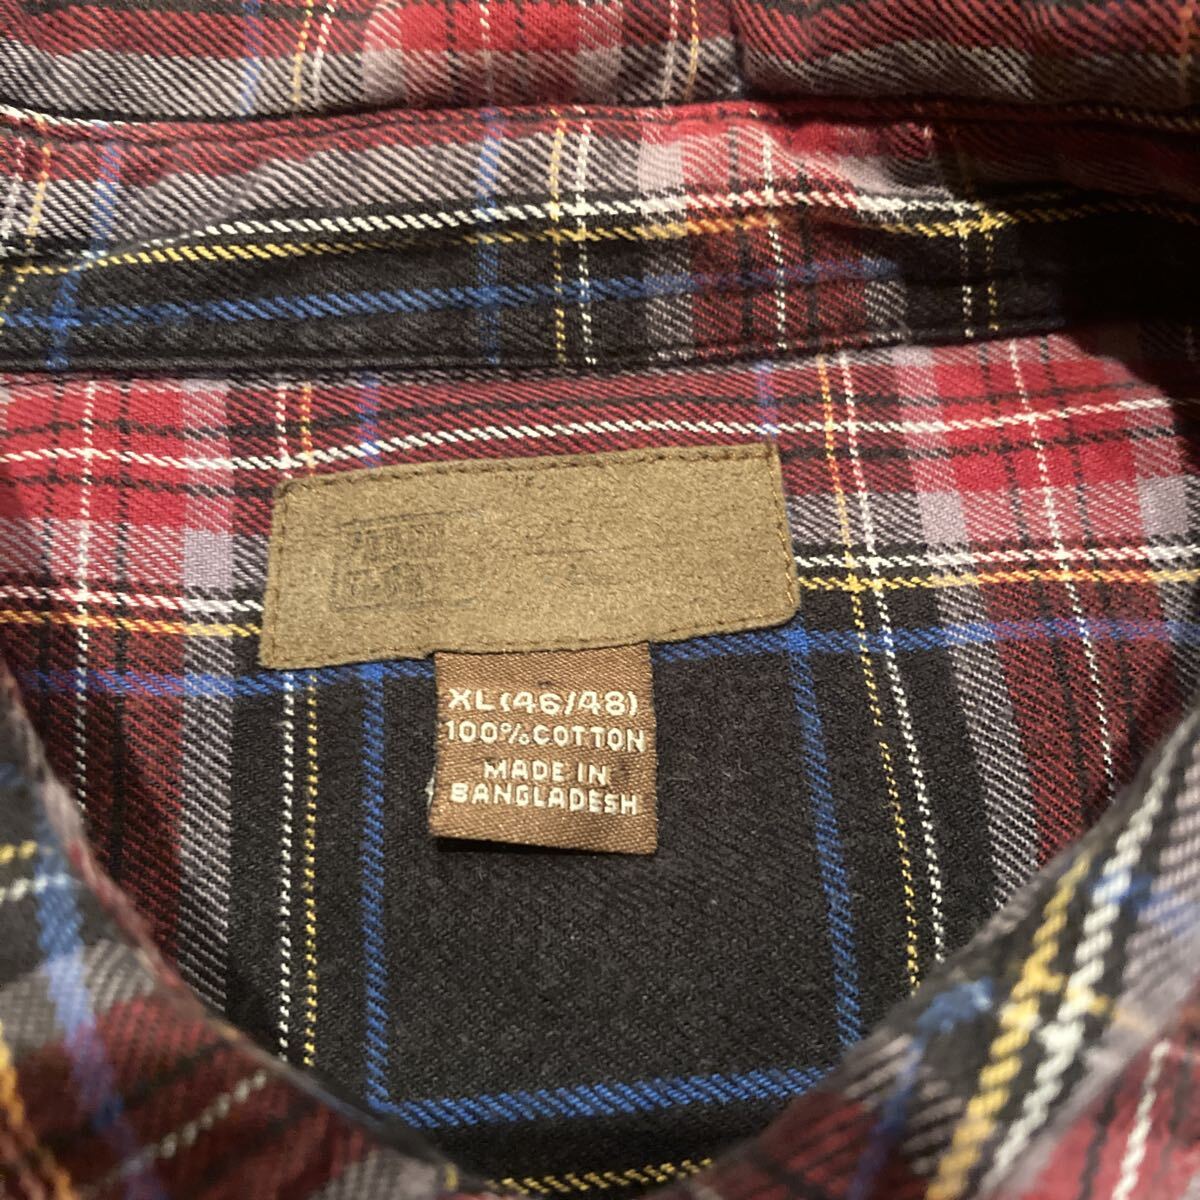 XL(46/48)
100%COTTON
MADE IN
BANGLADESH